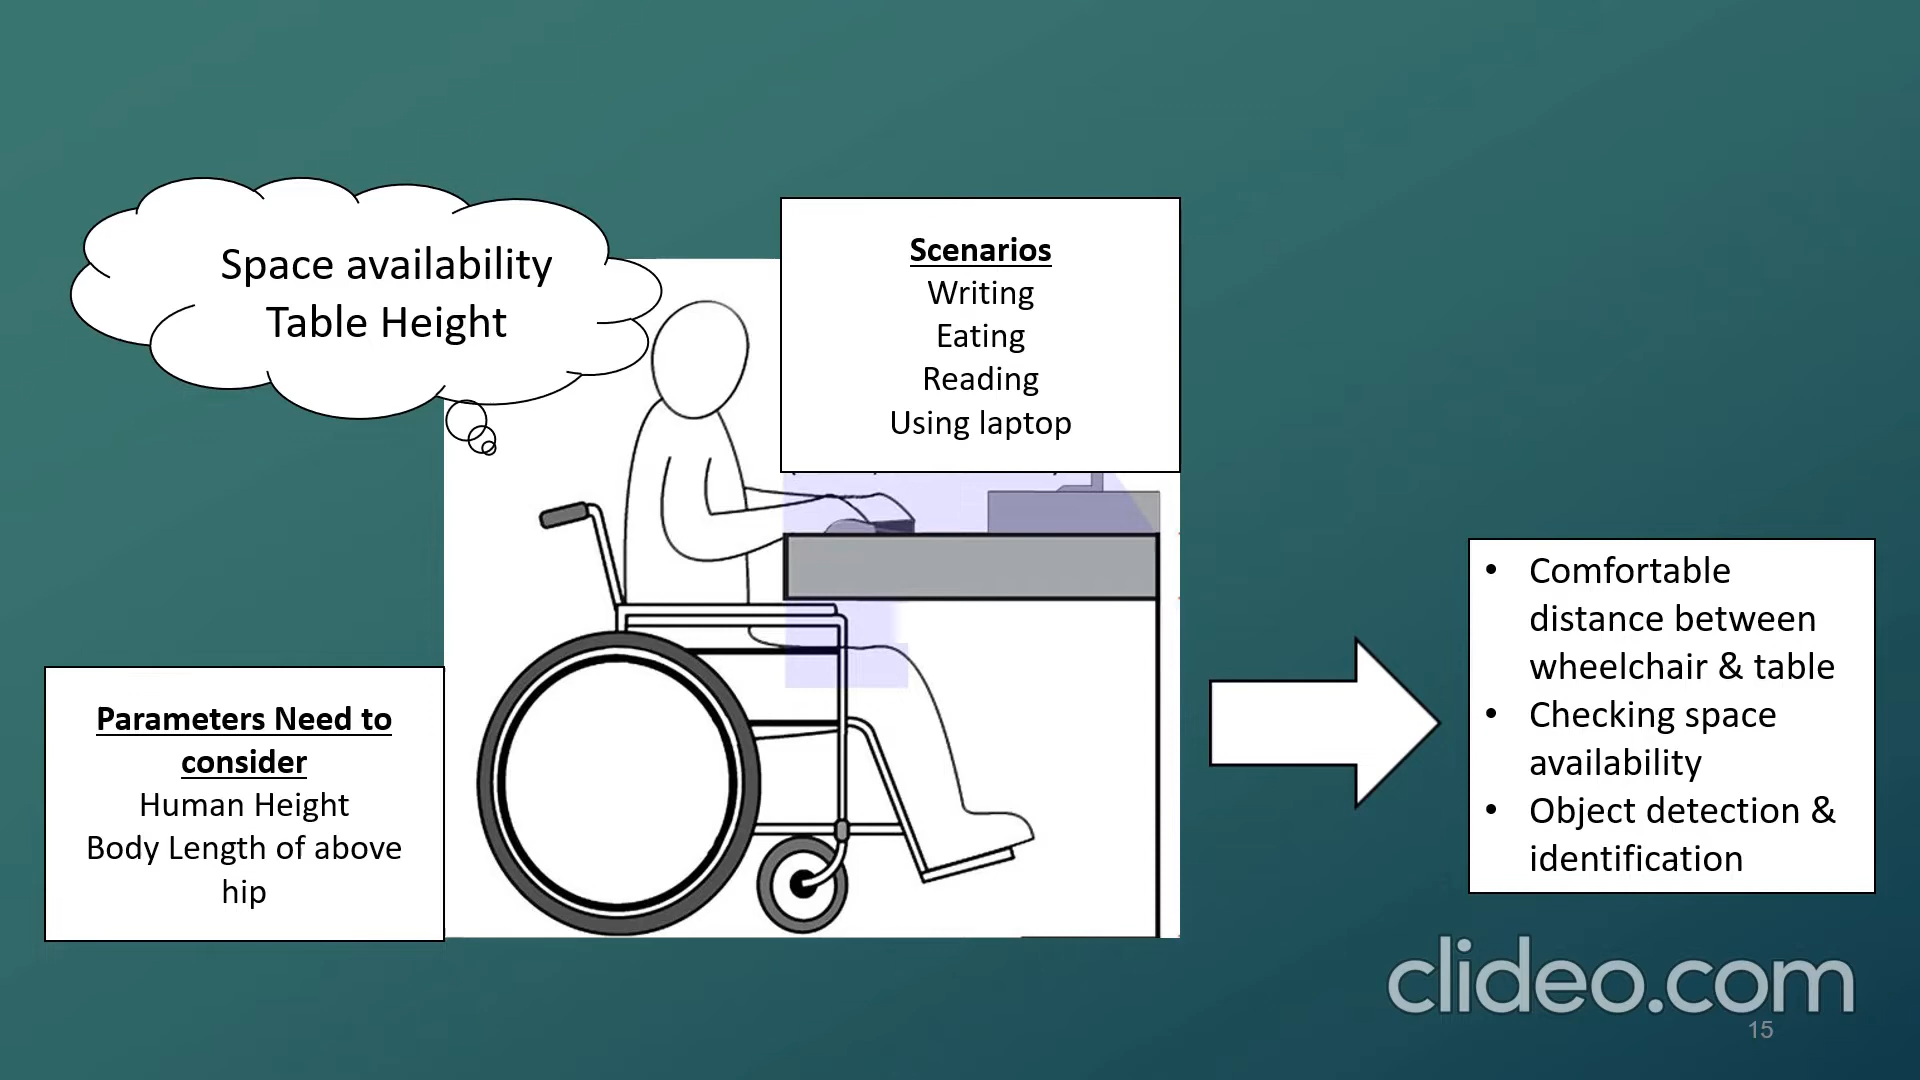 Space availability
Table Height
Scenarios
Writing
Eating
Reading
Using laptop
Parameters Need to
consider
Human Height
Body Length of above
hip
• Comfortable
distance between
wheelchair & table
• Checking space
availability
• Object detection &
identification
clideo.com
15